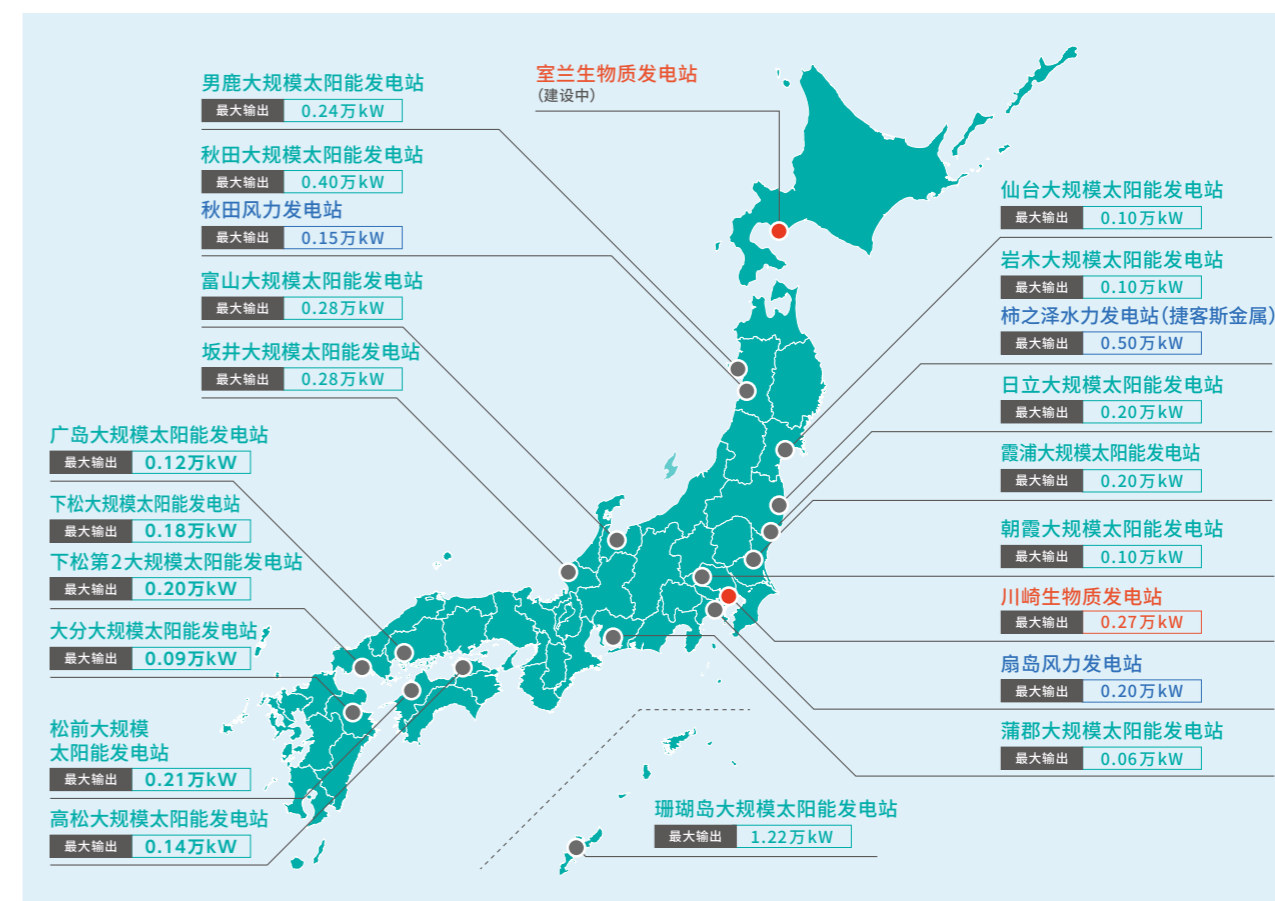 男鹿大规模太阳能发电站
最大输出 0.24万kW
秋田大规模太阳能发电站
最大输出 0.40万kW
秋田风力发电站
最大输出 0.15万kW
富山大规模太阳能发电站
最大输出 0.28万kW
坂井大规模太阳能发电站
最大输出 0.28万kW
广岛大规模太阳能发电站
最大输出 0.12万kW
下松大规模太阳能发电站
最大输出 0.18万kW
下松第2大规模太阳能发电站
最大输出 0.20万kW
大分大规模太阳能发电站
最大输出 0.09万kW
松前大规模
太阳能发电站
最大输出 0.21万kW
高松大规模太阳能发电站
最大输出 0.14万kW
室兰生物质发电站
（建设中）
仙台大规模太阳能发电站
最大输出 0.10万kW
岩木大规模太阳能发电站
最大输出 0.10万kW
柿之泽水力发电站（捷客斯金属）
最大输出 0.50万kW
日立大规模太阳能发电站
最大输出 0.20万kW
霞浦大规模太阳能发电站
最大输出 0.20万kW
朝霞大规模太阳能发电站
最大输出 0.10万kW
川崎生物质发电站
最大输出 0.27万kW
扇岛风力发电站
最大输出 0.20万kW
蒲郡大规模太阳能发电站
最大输出 0.06万kW
珊瑚岛大规模太阳能发电站
最大输出 1.22万kW